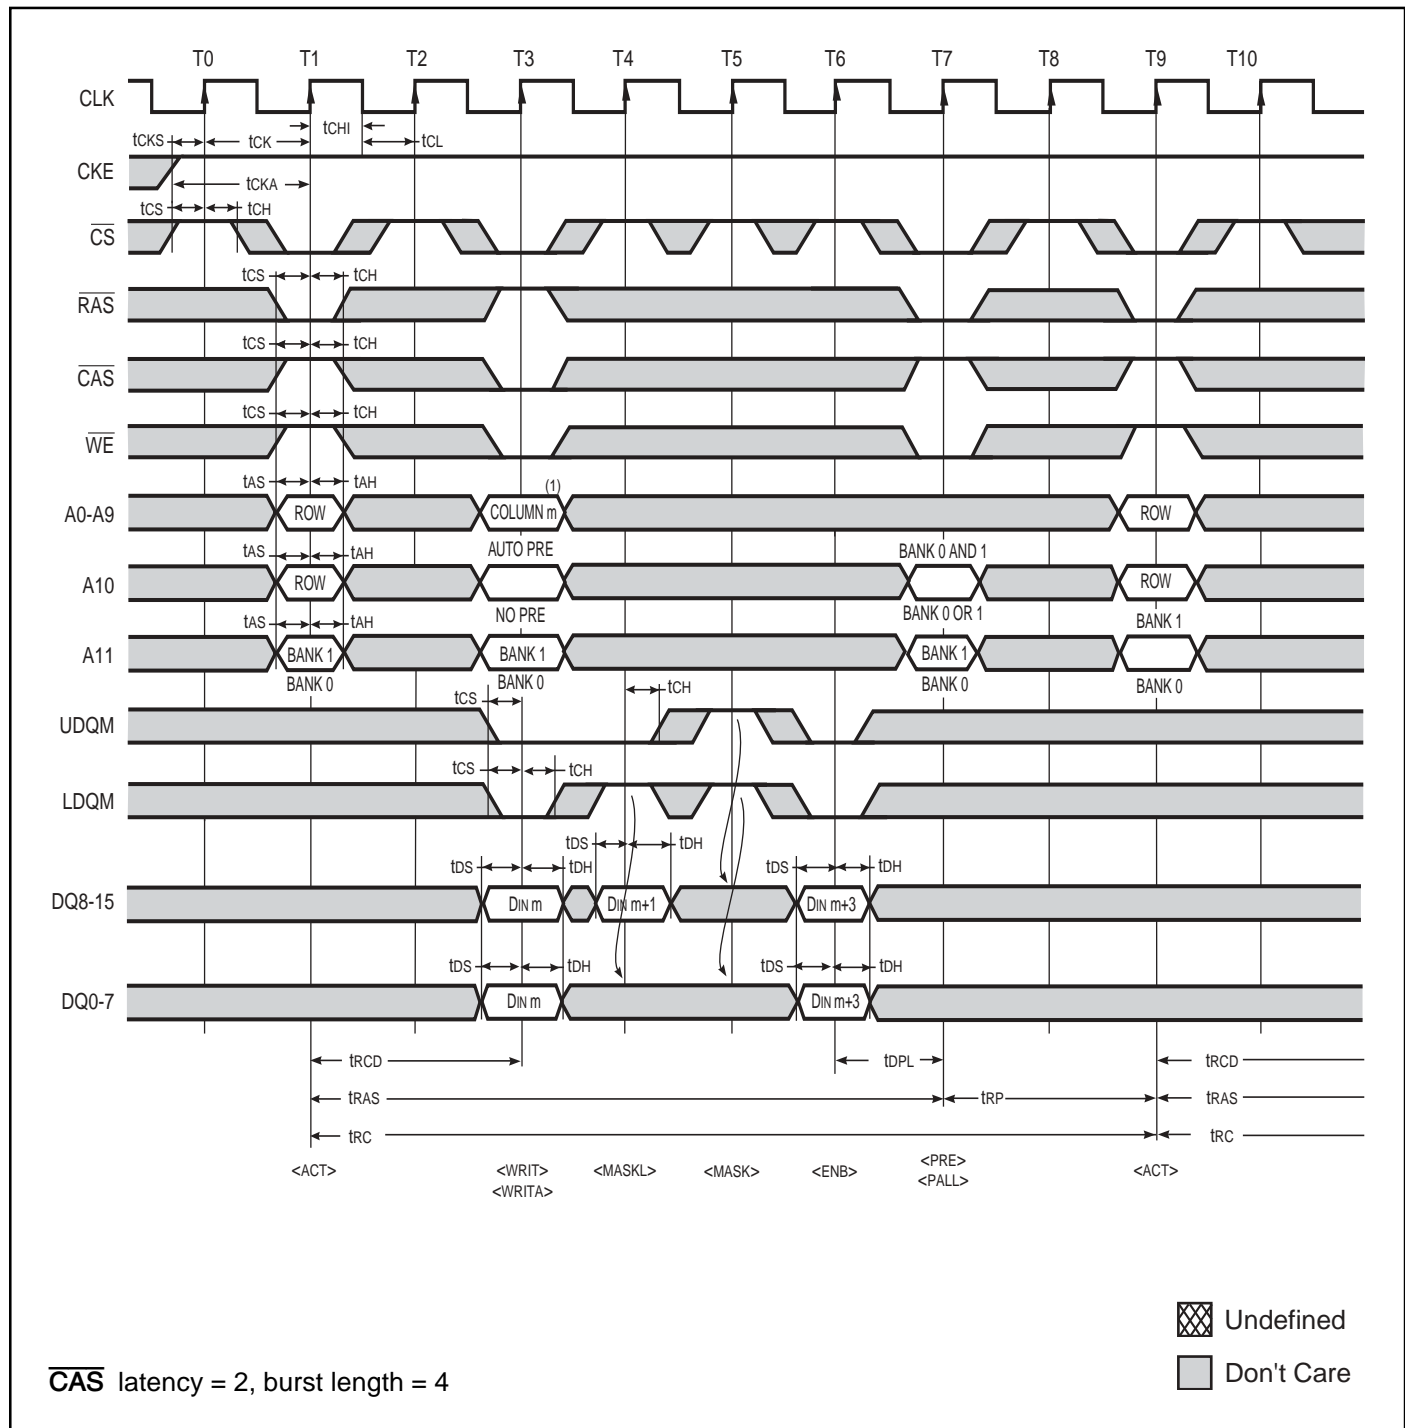 T0 T1 T2 T3 T4 T5 T6 T7 T8 T9 T10
CLK
tCHI
tCKS tCK tCL
CKE
tCKA
tCS tCH
CS
tCS tCH
RAS
tCS tCH
CAS
tCS tCH
WE
tAS tAH (1)
A0-A9 ROW COLUMN m ROW
tAS tAH AUTO PRE BANK 0 AND 1
A10 ROW ROW
tAS tAH NO PRE BANK 0 OR 1 BANK 1
A11 BANK 1 BANK 1 BANK 1
BANK 0 BANK 0 BANK 0 BANK 0
tCS tCH
UDQM
tCS tCH
LDQM
tDS tDH
tDS tDH tDS tDH
DQ8-15 DIN m DIN m+1 DIN m+3
tDS tDH tDS tDH
DQ0-7 DIN m DIN m+3
tRCD tDPL tRCD
tRAS tRP tRAS
tRC tRC
<ACT> <WRIT> <MASKL> <MASK> <ENB> <PRE> <ACT>
<WRITA> <PALL>
Undefined
Don't Care
CAS latency = 2, burst length = 4